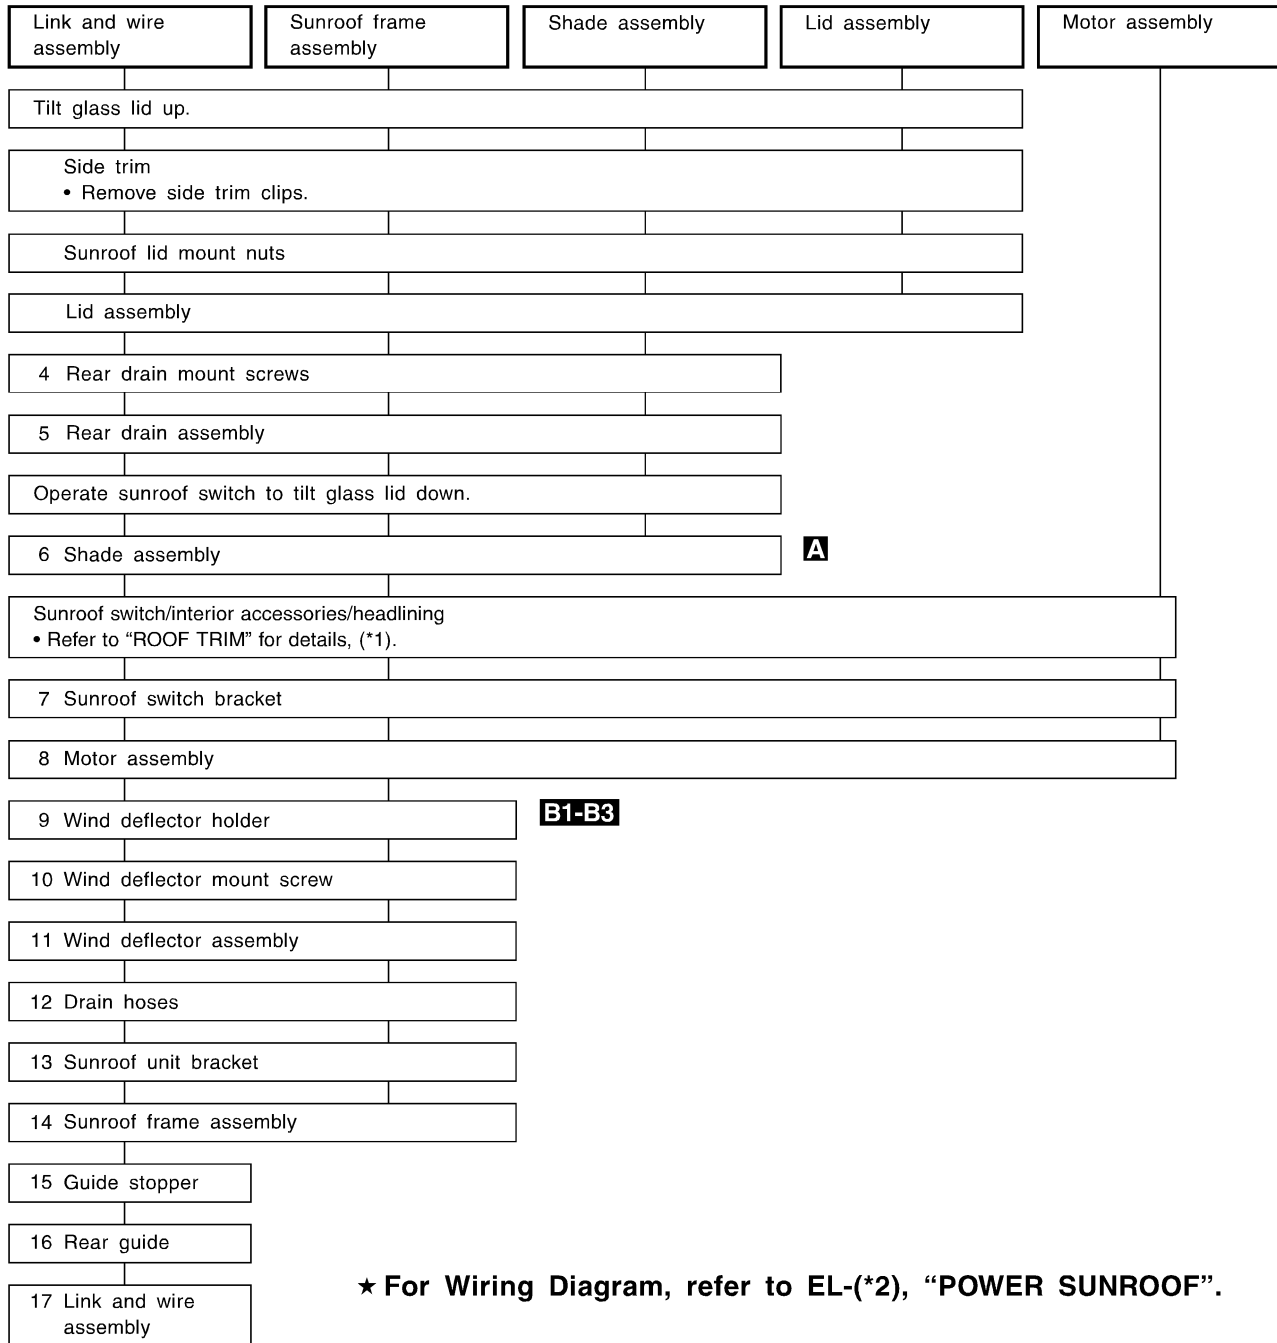 Link and wire
assembly
Sunroof frame
assembly
Shade assembly
Lid assembly
Motor assembly
Tilt glass lid up.
Side trim
• Remove side trim clips.
Sunroof lid mount nuts
Lid assembly
4 Rear drain mount screws
5 Rear drain assembly
Operate sunroof switch to tilt glass lid down.
6 Shade assembly
A
Sunroof switch/interior accessories/headlining
• Refer to “ROOF TRIM” for details, (*1).
7 Sunroof switch bracket
8 Motor assembly
9 Wind deflector holder
B1-B3
10 Wind deflector mount screw
11 Wind deflector assembly
12 Drain hoses
13 Sunroof unit bracket
14 Sunroof frame assembly
15 Guide stopper
16 Rear guide
17 Link and wire
assembly
★ For Wiring Diagram, refer to EL-(*2), “POWER SUNROOF”.